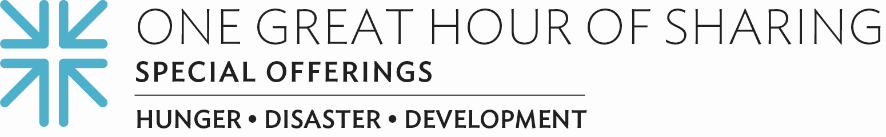 ONE GREAT HOUR OF SHARING
SPECIAL OFFERINGS
HUNGER • DISASTER • DEVELOPMENT